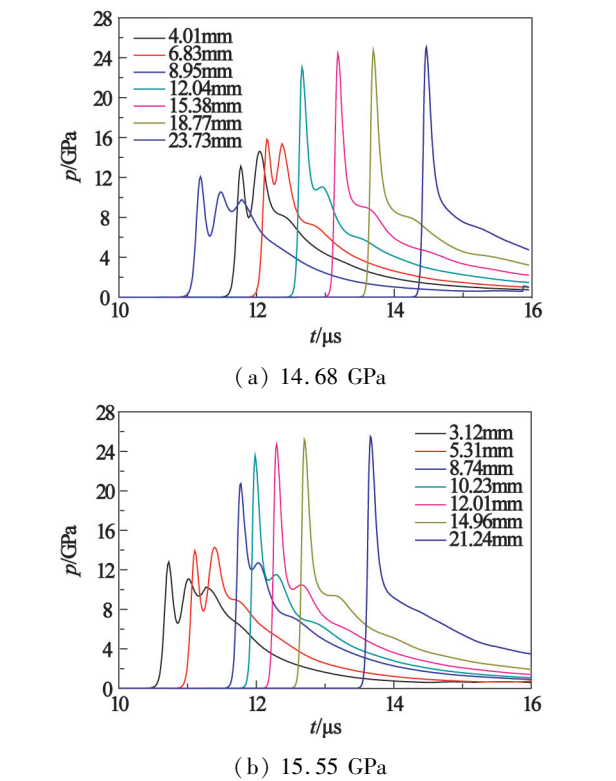 28
24
20
16
12
8
4
0
p/GPa
4.01mm
6.83mm
8.95mm
12.04mm
15.38mm
18.77mm
23.73mm
10 12 14 16
t/μs
(a) 14.68 GPa
28
24
20
16
12
8
4
0
p/GPa
3.12mm
5.31mm
8.74mm
10.23mm
12.01mm
14.96mm
21.24mm
10 12 14 16
t/μs
(b) 15.55 GPa